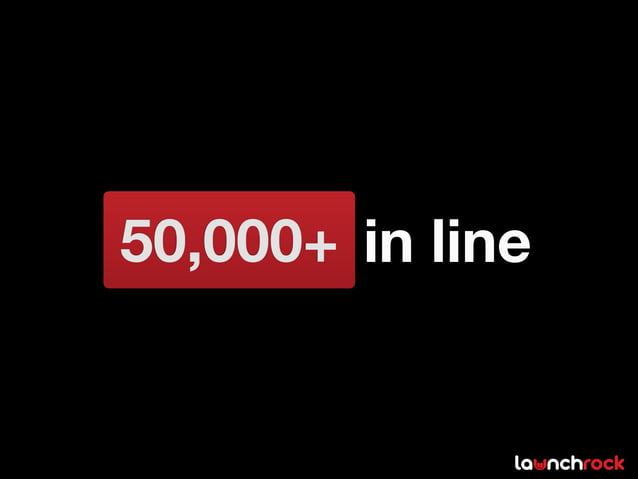 50,000+ in line
launchrock